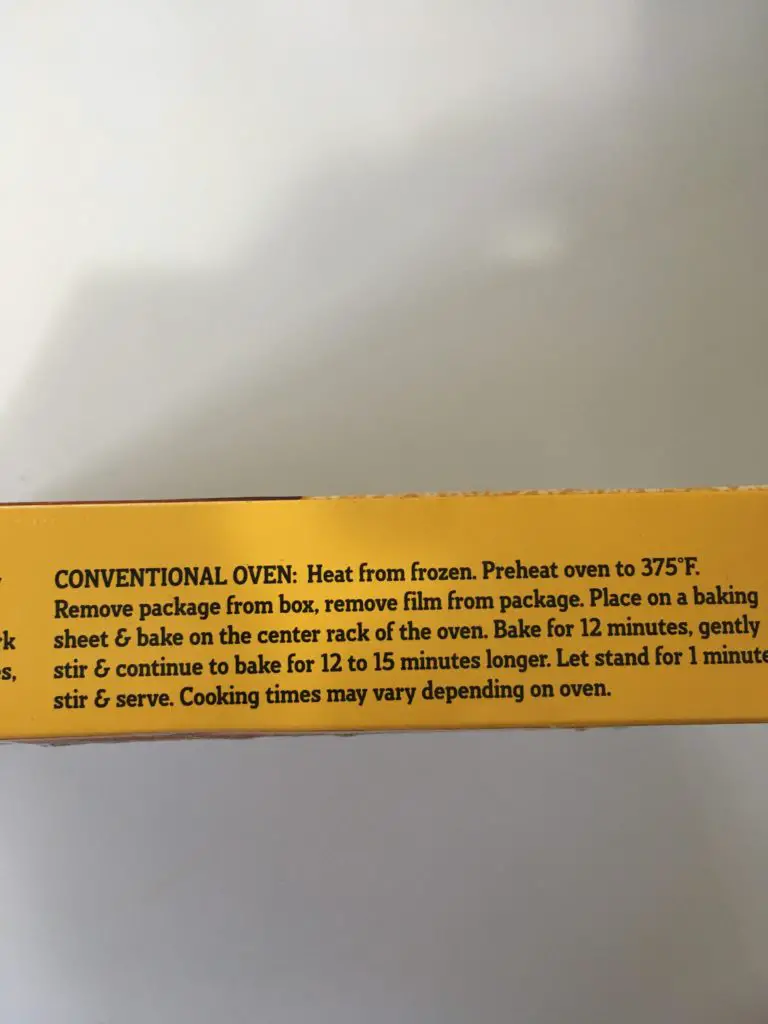 CONVENTIONAL OVEN: Heat from frozen. Preheat oven to 375°F.
Remove package from box, remove film from package. Place on a baking
sheet & bake on the center rack of the oven. Bake for 12 minutes, gently
stir & continue to bake for 12 to 15 minutes longer. Let stand for 1 minute
stir & serve. Cooking times may vary depending on oven.